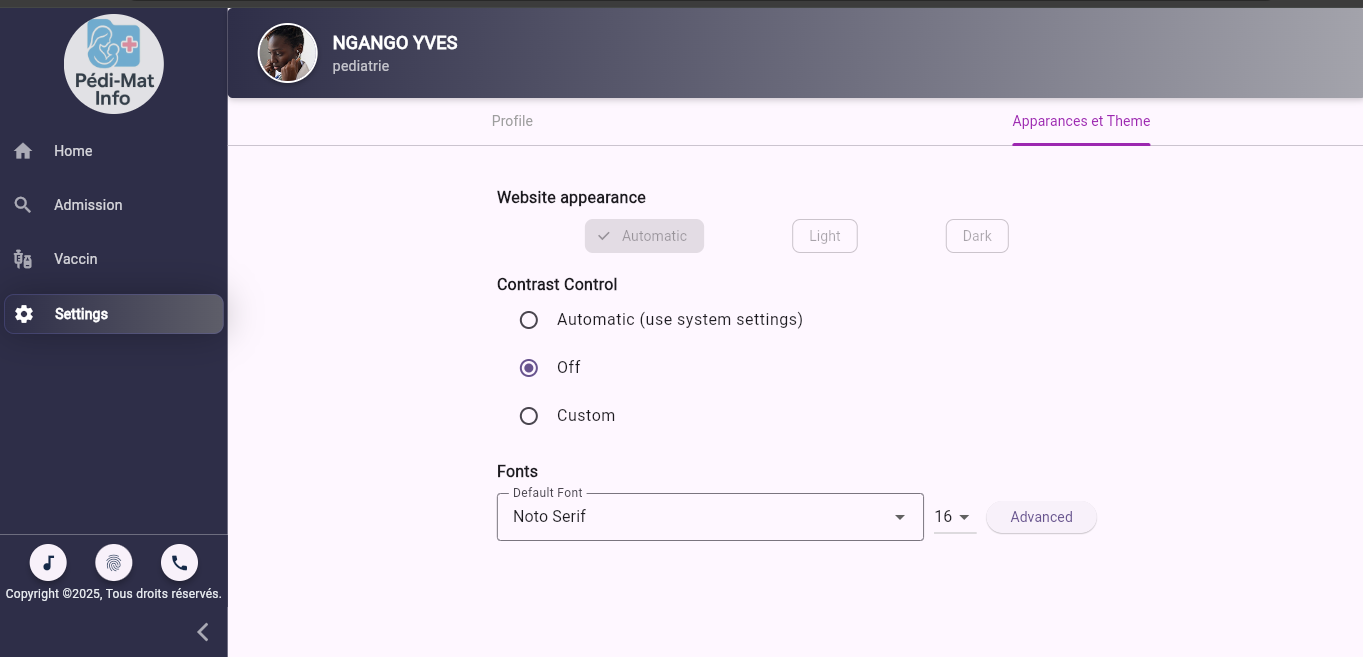 Pédi-Mat
Info
NGANGO YVES
pediatrie
Home
Admission
Vaccin
Settings
Copyright ©2025, Tous droits réservés.
Profile
Apparances et Theme
Website appearance
Automatic
Light
Dark
Contrast Control
Automatic (use system settings)
Off
Custom
Fonts
Default Font
Noto Serif
16
Advanced